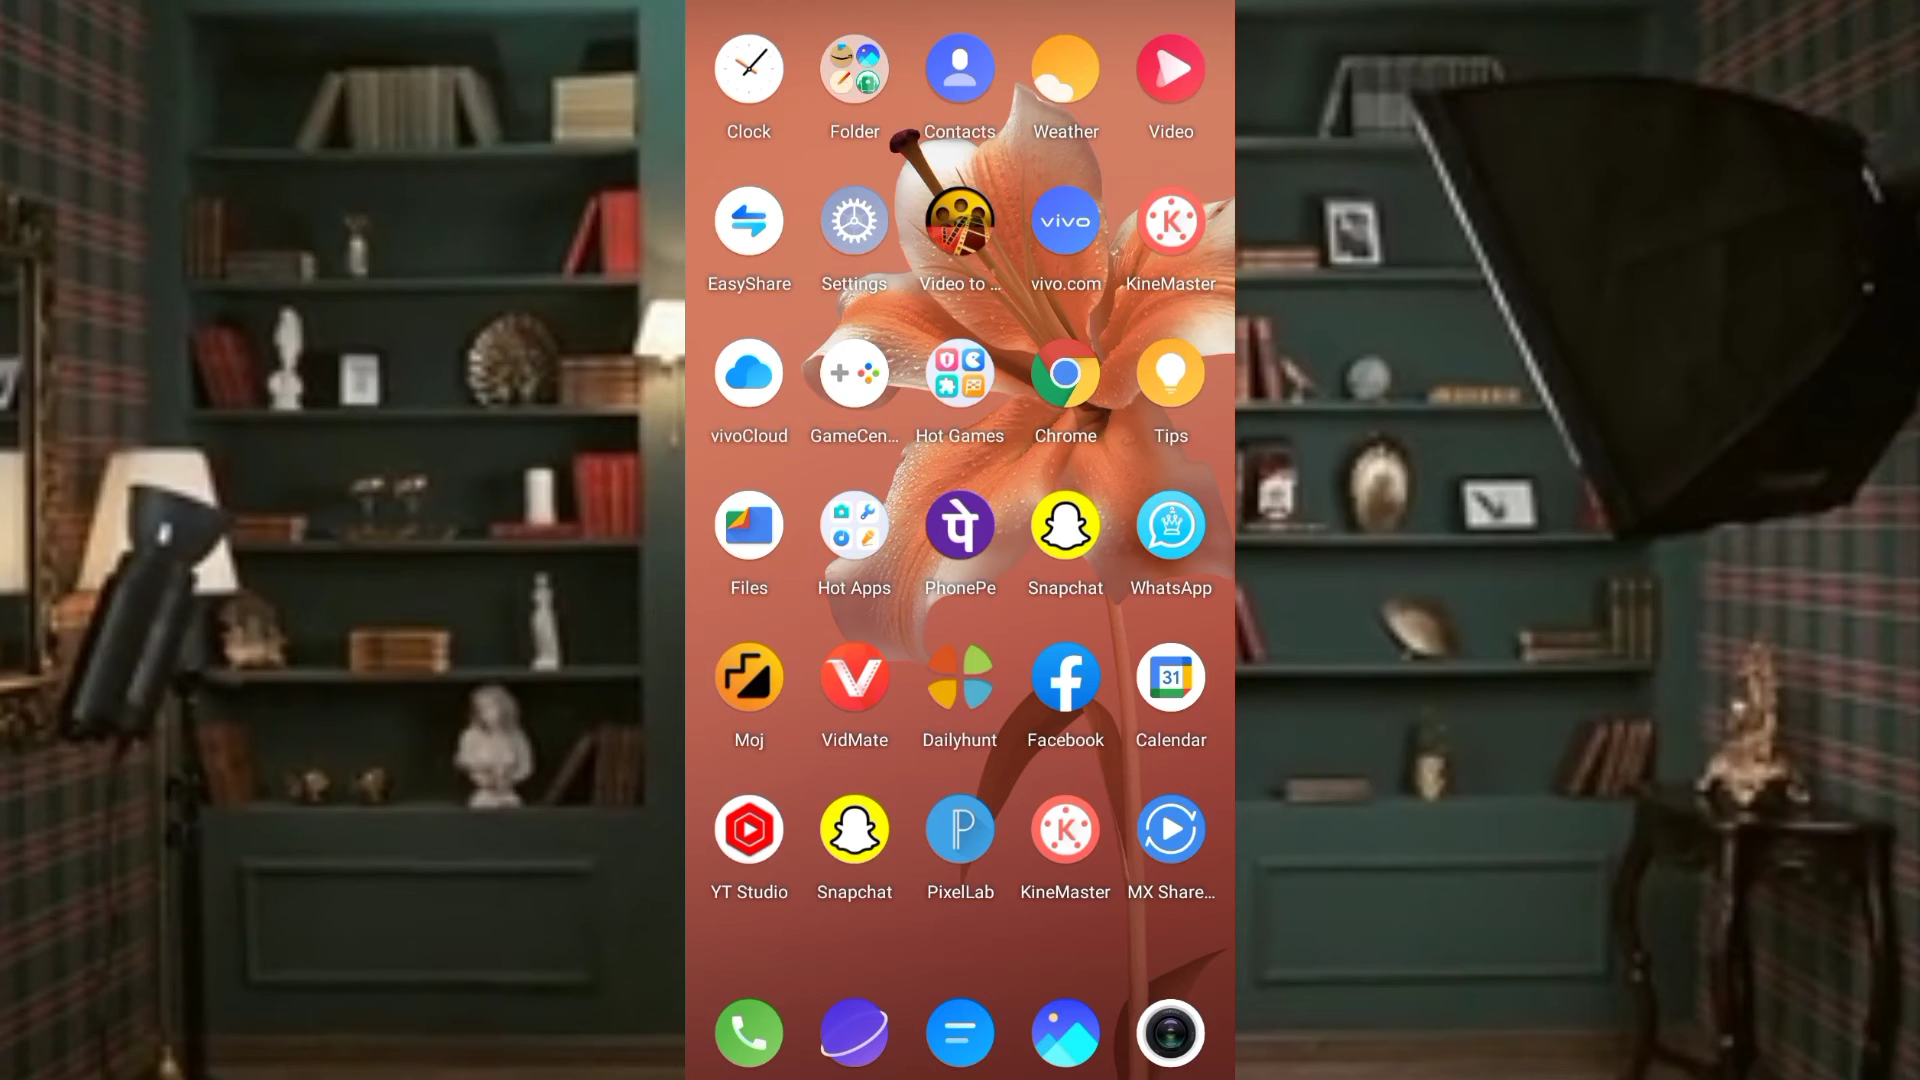 Clock Folder Contacts Weather Video
vivo K
EasyShare Settings Video to ... vivo.com KineMaster
vivoCloud GameCen... Hot Games Chrome Tips
पे 2
Files Hot Apps PhonePe Snapchat WhatsApp
V f 31
Moj VidMate Dailyhunt Facebook Calendar
P K
YT Studio Snapchat PixelLab KineMaster MX Share...